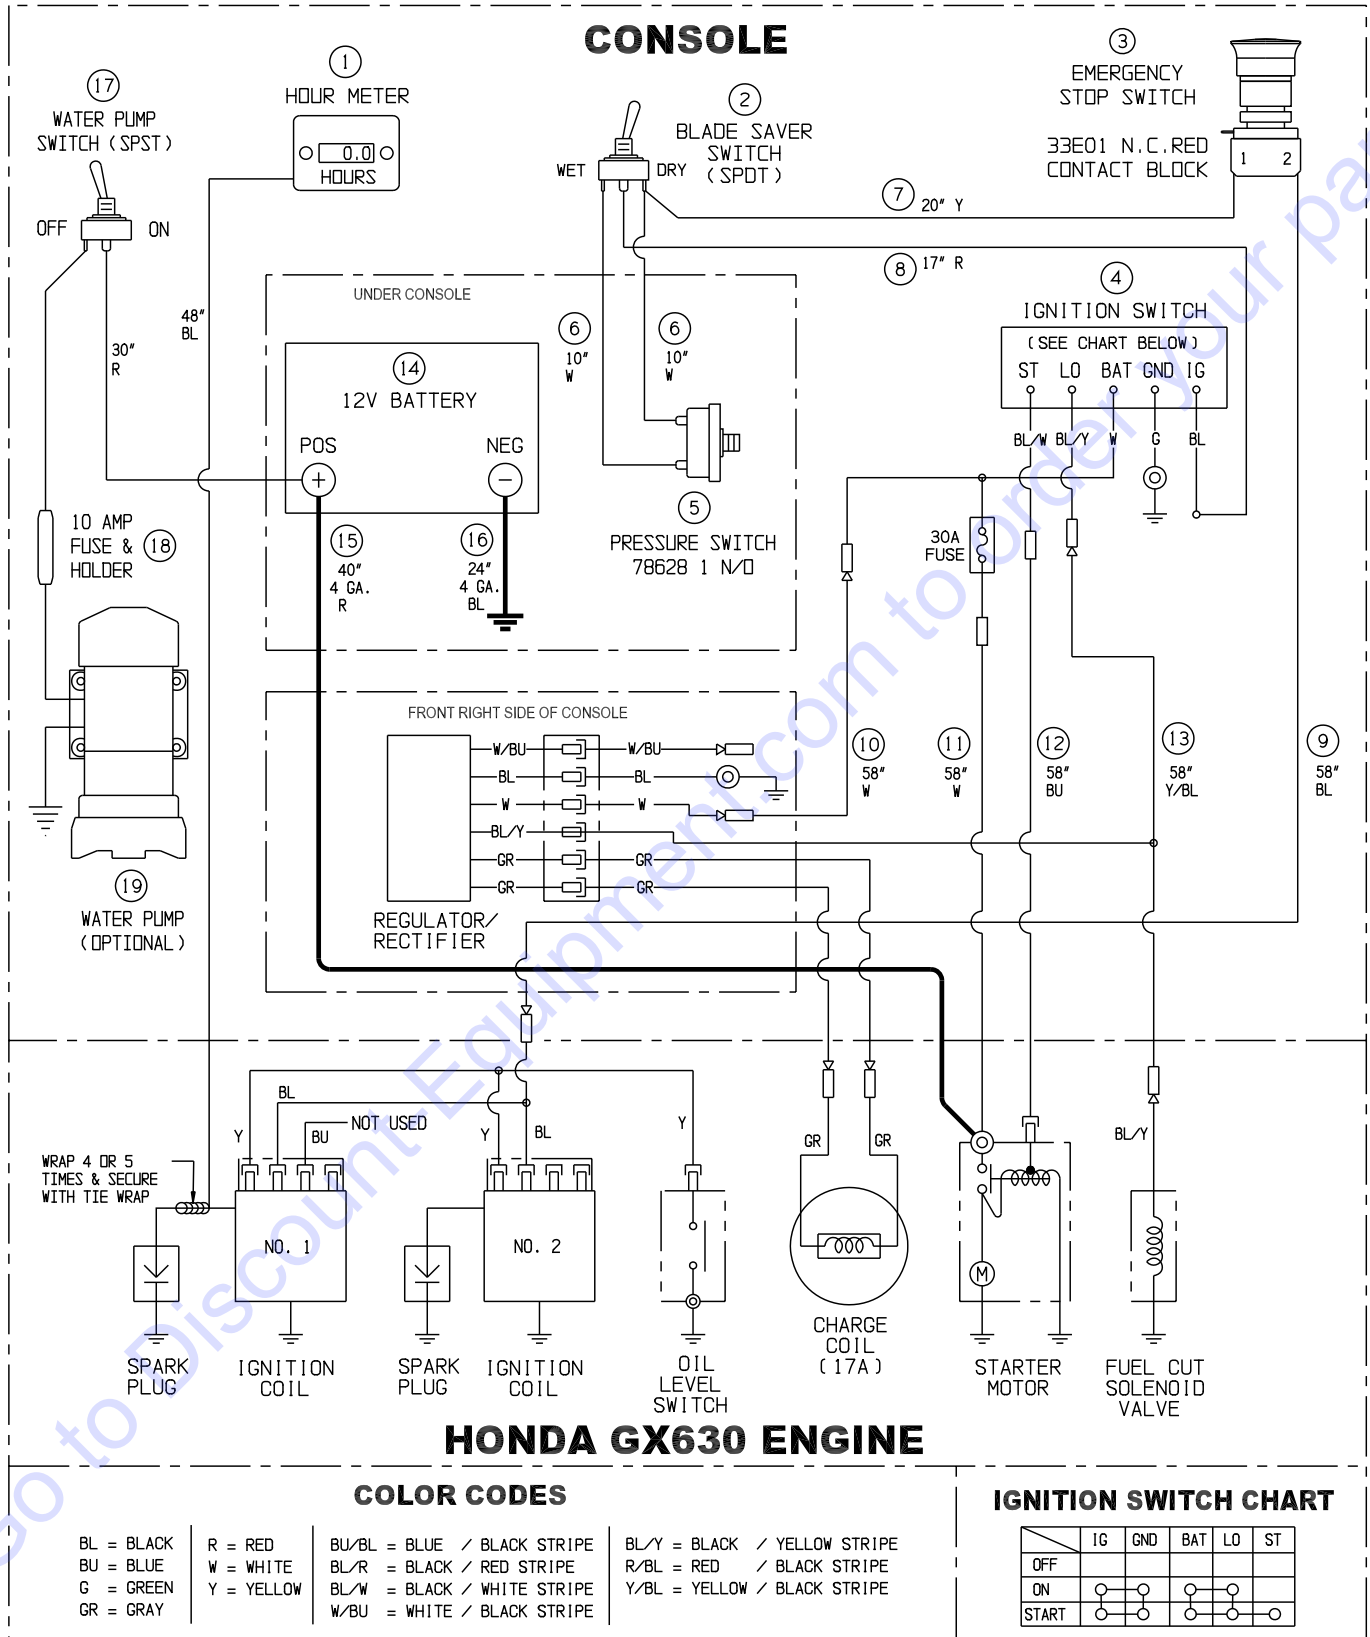 CONSOLE
17
WATER PUMP
SWITCH (SPST)
OFF
ON
1
HOUR METER
0.0
HOURS
2
BLADE SAVER
SWITCH
(SPDT)
WET
DRY
3
EMERGENCY
STOP SWITCH
33E01 N.C.RED
CONTACT BLOCK
1 2
7
20" Y
8
17" R
48"
BL
30"
R
UNDER CONSOLE
14
12V BATTERY
POS
NEG
+
-
15
40"
4 GA.
R
16
24"
4 GA.
BL
6
10"
W
6
10"
W
5
PRESSURE SWITCH
78628 1 N/O
4
IGNITION SWITCH
(SEE CHART BELOW)
ST LO BAT GND IG
BL/W BL/Y W G BL
30A
FUSE
10 AMP
FUSE &
HOLDER
18
19
WATER PUMP
(OPTIONAL)
FRONT RIGHT SIDE OF CONSOLE
W/BU W/BU
BL BL
W W
BL/Y
GR GR
GR GR
REGULATOR/
RECTIFIER
10
58"
W
11
58"
W
12
58"
BU
13
58"
Y/BL
9
58"
BL
BL
Y
BU
NOT USED
Y
BL
Y
GR
GR
BL/Y
WRAP 4 OR 5
TIMES & SECURE
WITH TIE WRAP
NO. 1
NO. 2
M
SPARK
PLUG
IGNITION
COIL
SPARK
PLUG
IGNITION
COIL
OIL
LEVEL
SWITCH
CHARGE
COIL
(17A)
STARTER
MOTOR
FUEL CUT
SOLENOID
VALVE
HONDA GX630 ENGINE
COLOR CODES
BL = BLACK
BU = BLUE
G = GREEN
GR = GRAY
R = RED
W = WHITE
Y = YELLOW
BU/BL = BLUE / BLACK STRIPE
BL/R = BLACK / RED STRIPE
BL/W = BLACK / WHITE STRIPE
W/BU = WHITE / BLACK STRIPE
BL/Y = BLACK / YELLOW STRIPE
R/BL = RED / BLACK STRIPE
Y/BL = YELLOW / BLACK STRIPE
IGNITION SWITCH CHART
IG GND BAT LO ST
OFF
ON
START
Go to Discount-Equipment.com to order your par